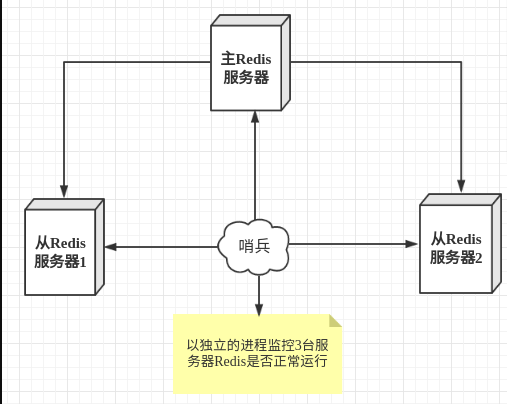 主Redis
服务器
从Redis
服务器1
哨兵
从Redis
服务器2
以独立的进程监控3台服
务器Redis是否正常运行